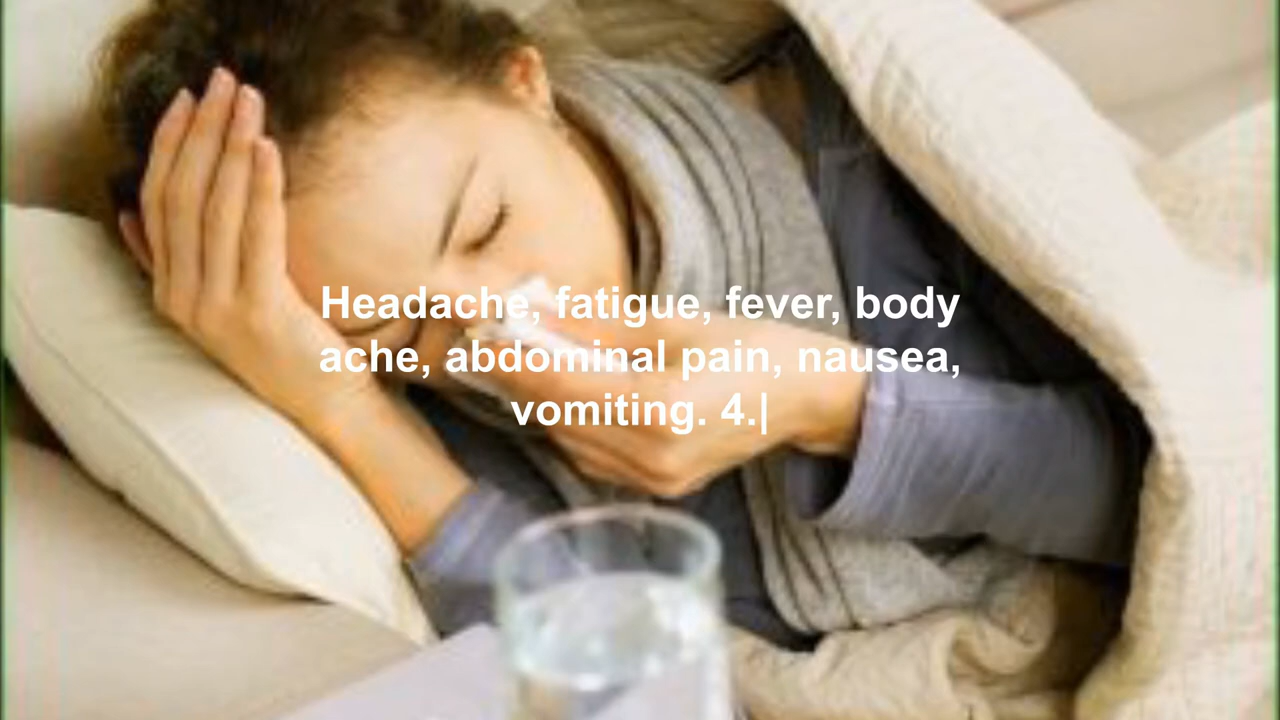 Headache, fatigue, fever, body
ache, abdominal pain, nausea,
vomiting. 4.|